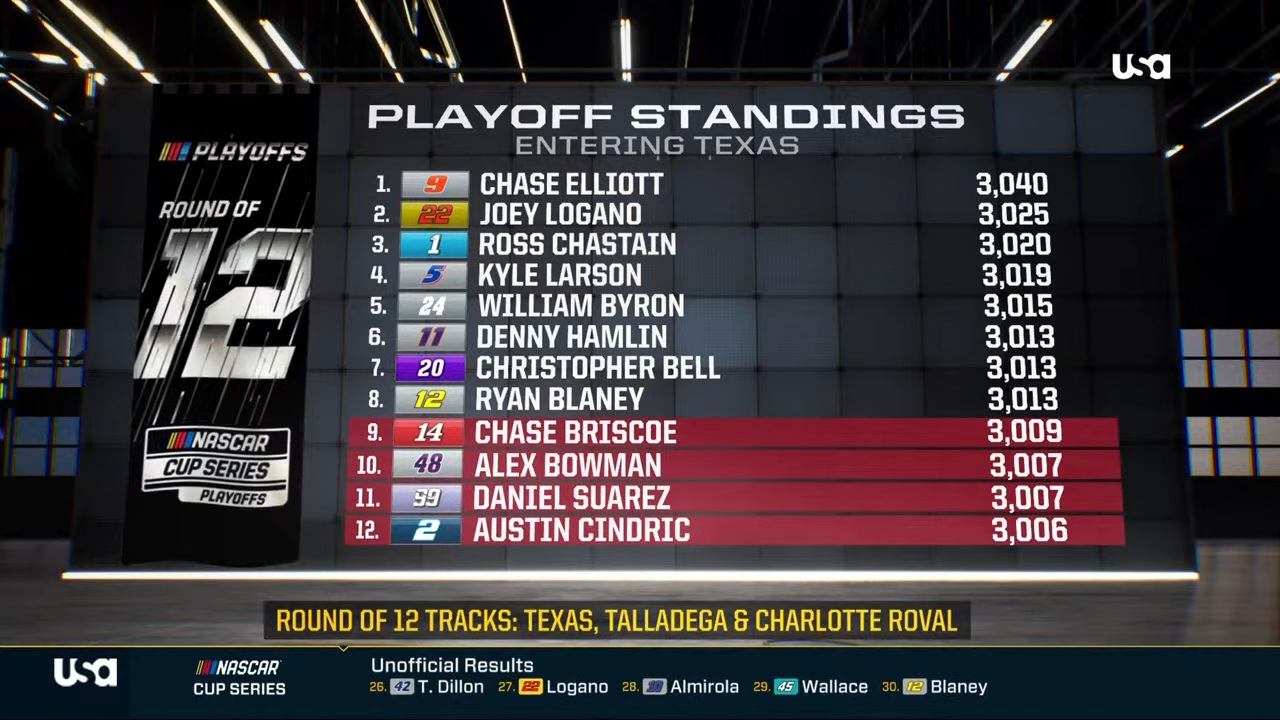 usa
PLAYOFF STANDINGS
ENTERING TEXAS
PLAYOFFS
ROUND OF
12
NASCAR
CUP SERIES
PLAYOFFS
1. 9 CHASE ELLIOTT 3,040
2. 22 JOEY LOGANO 3,025
3. 1 ROSS CHASTAIN 3,020
4. 5 KYLE LARSON 3,019
5. 24 WILLIAM BYRON 3,015
6. 11 DENNY HAMLIN 3,013
7. 20 CHRISTOPHER BELL 3,013
8. 12 RYAN BLANEY 3,013
9. 14 CHASE BRISCOE 3,009
10. 48 ALEX BOWMAN 3,007
11. 99 DANIEL SUAREZ 3,007
12. 2 AUSTIN CINDRIC 3,006
ROUND OF 12 TRACKS: TEXAS, TALLADEGA & CHARLOTTE ROVAL
usa
NASCAR
CUP SERIES
Unofficial Results
26. 42 T. Dillon 27. 22 Logano 28. 10 Almirola 29. 45 Wallace 30. 12 Blaney